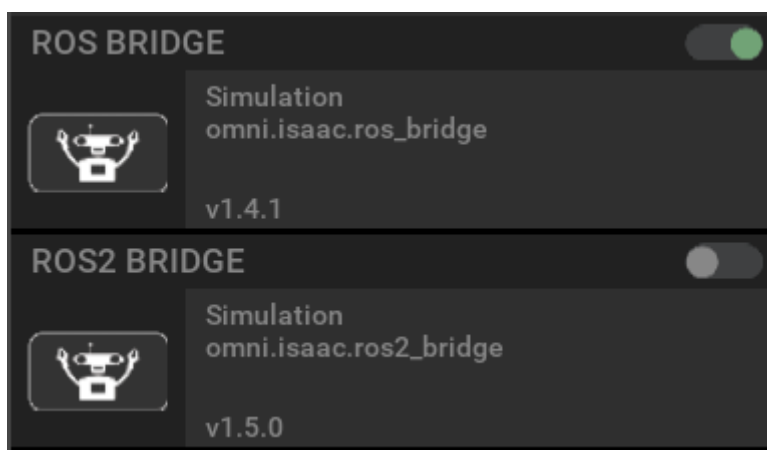 ROS BRIDGE
Simulation
omni.isaac.ros_bridge
v1.4.1
ROS2 BRIDGE
Simulation
omni.isaac.ros2_bridge
v1.5.0